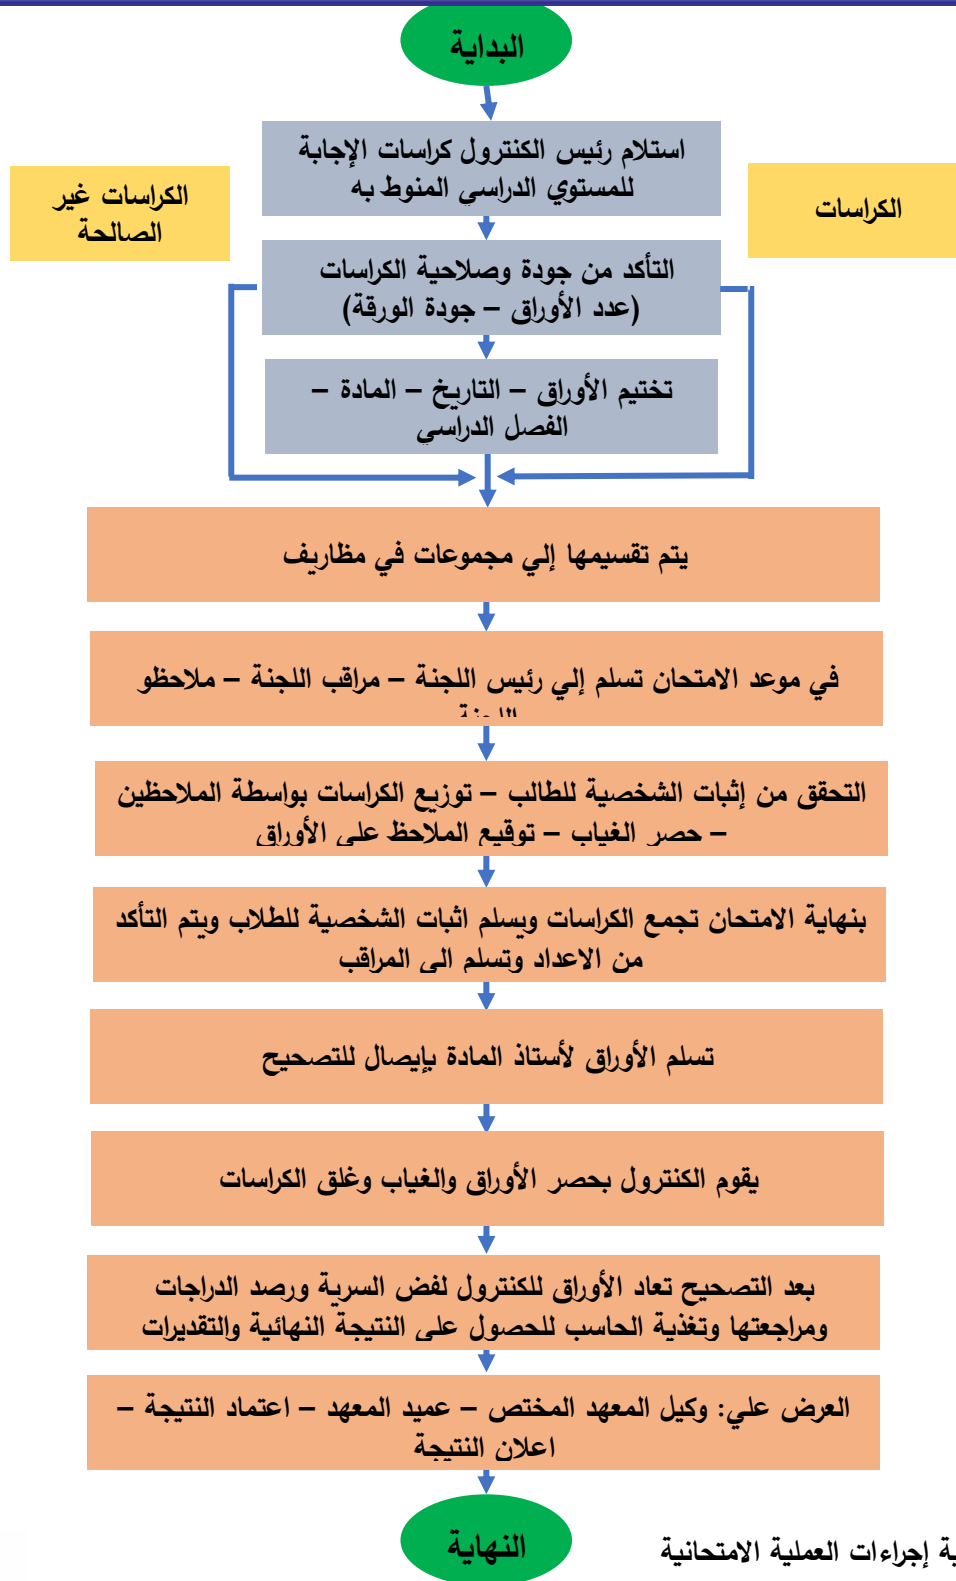 البداية
استلام رئيس الكنترول كراسات الإجابة
للمستوي الدراسي المنوط به
الكراسات
الكراسات غير
الصالحة
التأكد من جودة وصلاحية الكراسات
(عدد الأوراق – جودة الورقة)
تختيم الأوراق – التاريخ – المادة –
الفصل الدراسي
يتم تقسيمها إلي مجموعات في مظاريف
في موعد الامتحان تسلم إلي رئيس اللجنة – مراقب اللجنة – ملاحظو
التحقق من إثبات الشخصية للطالب – توزيع الكراسات بواسطة الملاحظين
– حصر الغياب – توقيع الملاحظ على الأوراق
بنهاية الامتحان تجمع الكراسات ويسلم اثبات الشخصية للطلاب ويتم التأكد
من الاعداد وتسلم الى المراقب
تسلم الأوراق لأستاذ المادة بإيصال للتصحيح
يقوم الكنترول بحصر الأوراق والغياب وغلق الكراسات
بعد التصحيح تعاد الأوراق للكنترول لفض السرية ورصد الدراجات
ومراجعتها وتغذية الحاسب للحصول على النتيجة النهائية والتقديرات
العرض علي: وكيل المعهد المختص – عميد المعهد – اعتماد النتيجة –
اعلان النتيجة
النهاية
إجراءات العملية الامتحانية